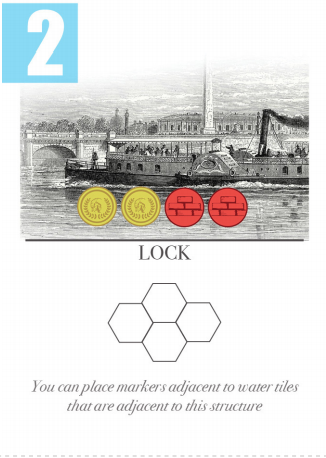 2
LOCK
You can place markers adjacent to water tiles
that are adjacent to this structure